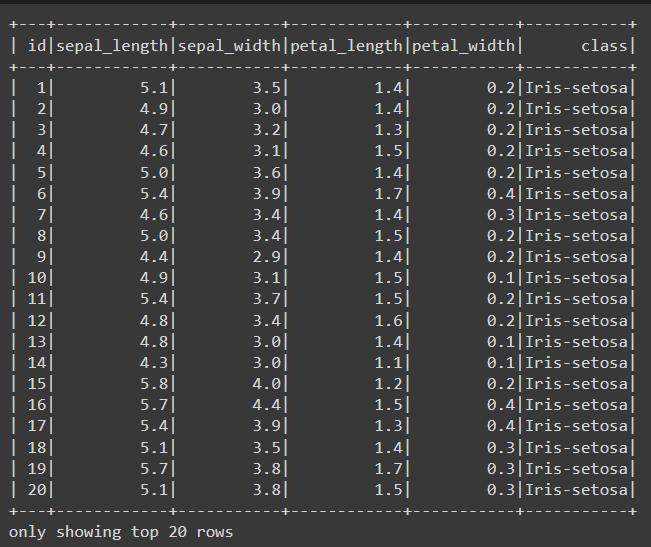 +---+------------+-----------+------------+-----------+-----------+
| id|sepal_length|sepal_width|petal_length|petal_width|      class|
+---+------------+-----------+------------+-----------+-----------+
|  1|         5.1|        3.5|         1.4|        0.2|Iris-setosa|
|  2|         4.9|        3.0|         1.4|        0.2|Iris-setosa|
|  3|         4.7|        3.2|         1.3|        0.2|Iris-setosa|
|  4|         4.6|        3.1|         1.5|        0.2|Iris-setosa|
|  5|         5.0|        3.6|         1.4|        0.2|Iris-setosa|
|  6|         5.4|        3.9|         1.7|        0.4|Iris-setosa|
|  7|         4.6|        3.4|         1.4|        0.3|Iris-setosa|
|  8|         5.0|        3.4|         1.5|        0.2|Iris-setosa|
|  9|         4.4|        2.9|         1.4|        0.2|Iris-setosa|
| 10|         4.9|        3.1|         1.5|        0.1|Iris-setosa|
| 11|         5.4|        3.7|         1.5|        0.2|Iris-setosa|
| 12|         4.8|        3.4|         1.6|        0.2|Iris-setosa|
| 13|         4.8|        3.0|         1.4|        0.1|Iris-setosa|
| 14|         4.3|        3.0|         1.1|        0.1|Iris-setosa|
| 15|         5.8|        4.0|         1.2|        0.2|Iris-setosa|
| 16|         5.7|        4.4|         1.5|        0.4|Iris-setosa|
| 17|         5.4|        3.9|         1.3|        0.4|Iris-setosa|
| 18|         5.1|        3.5|         1.4|        0.3|Iris-setosa|
| 19|         5.7|        3.8|         1.7|        0.3|Iris-setosa|
| 20|         5.1|        3.8|         1.5|        0.3|Iris-setosa|
+---+------------+-----------+------------+-----------+-----------+
only showing top 20 rows